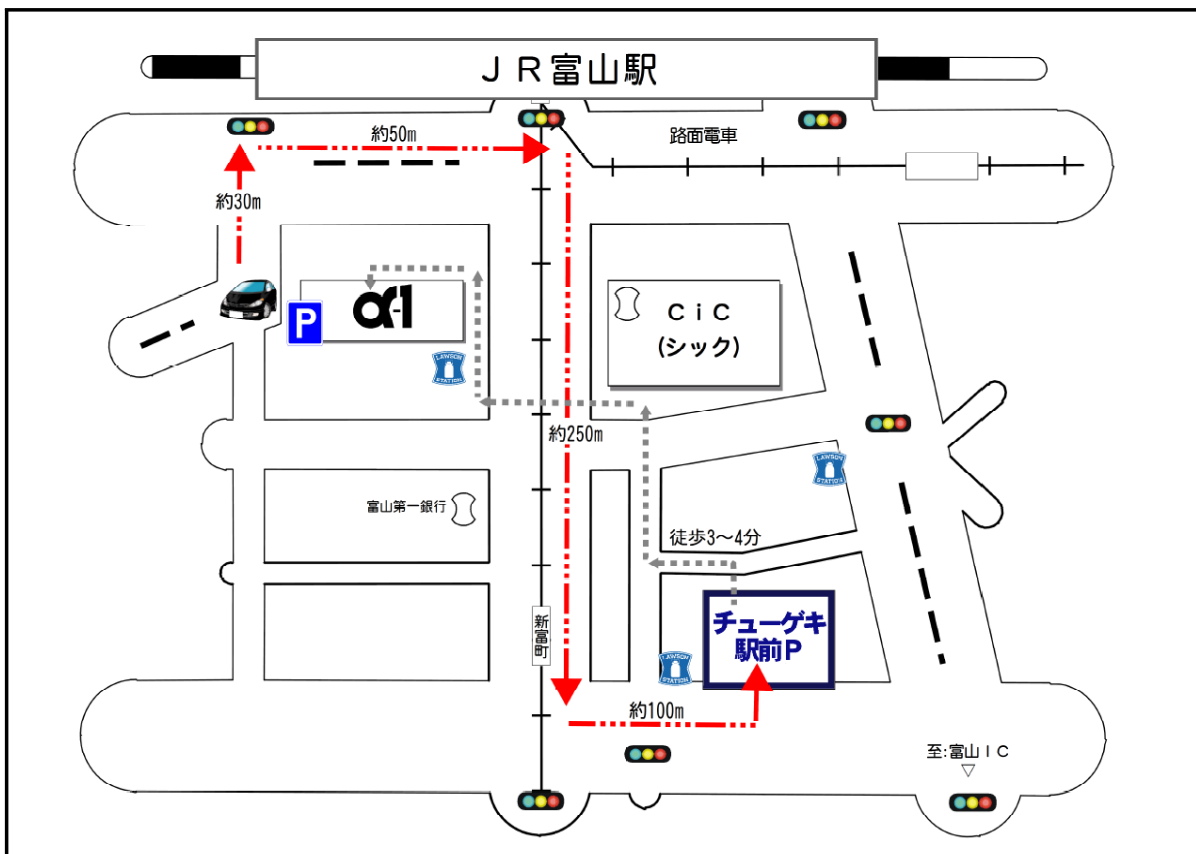 JR富山駅
約50m
路面電車
約30m
P
α-1
CiC
(シック)
LAWSON
STATION
約250m
LAWSON
STATION
富山第一銀行
徒歩3～4分
新富町
チューゲキ
駅前P
LAWSON
STATION
約100m
至:富山IC